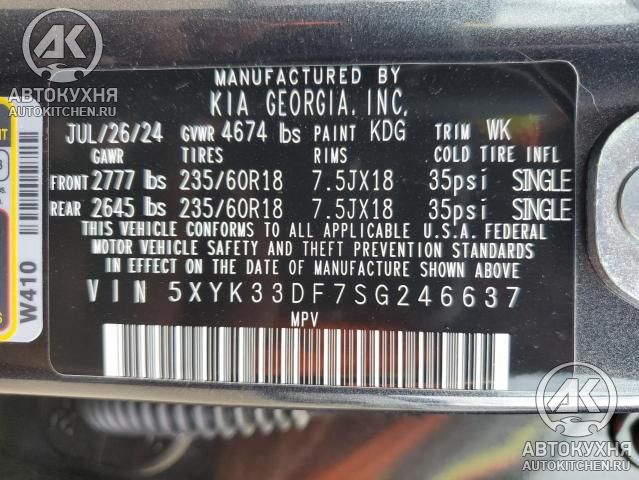 AK
АВТОКУХНЯ
AUTOKITCHEN.RU
MANUFACTURED BY
KIA GEORGIA, INC.
JUL/26/24 GVWR 4674 lbs PAINT KDG TRIM WK
GAWR TIRES RIMS COLD TIRE INFL
FRONT 2777 lbs 235/60R18 7.5JX18 35psi SINGLE
REAR 2645 lbs 235/60R18 7.5JX18 35psi SINGLE
THIS VEHICLE CONFORMS TO ALL APPLICABLE U.S.A. FEDERAL
MOTOR VEHICLE SAFETY AND THEFT PREVENTION STANDARDS
IN EFFECT ON THE DATE OF MANUFACTURE SHOWN ABOVE.
VIN 5XYK33DF7SG246637
MPV
W410
AK
АВТОКУХНЯ
AUTOKITCHEN.RU